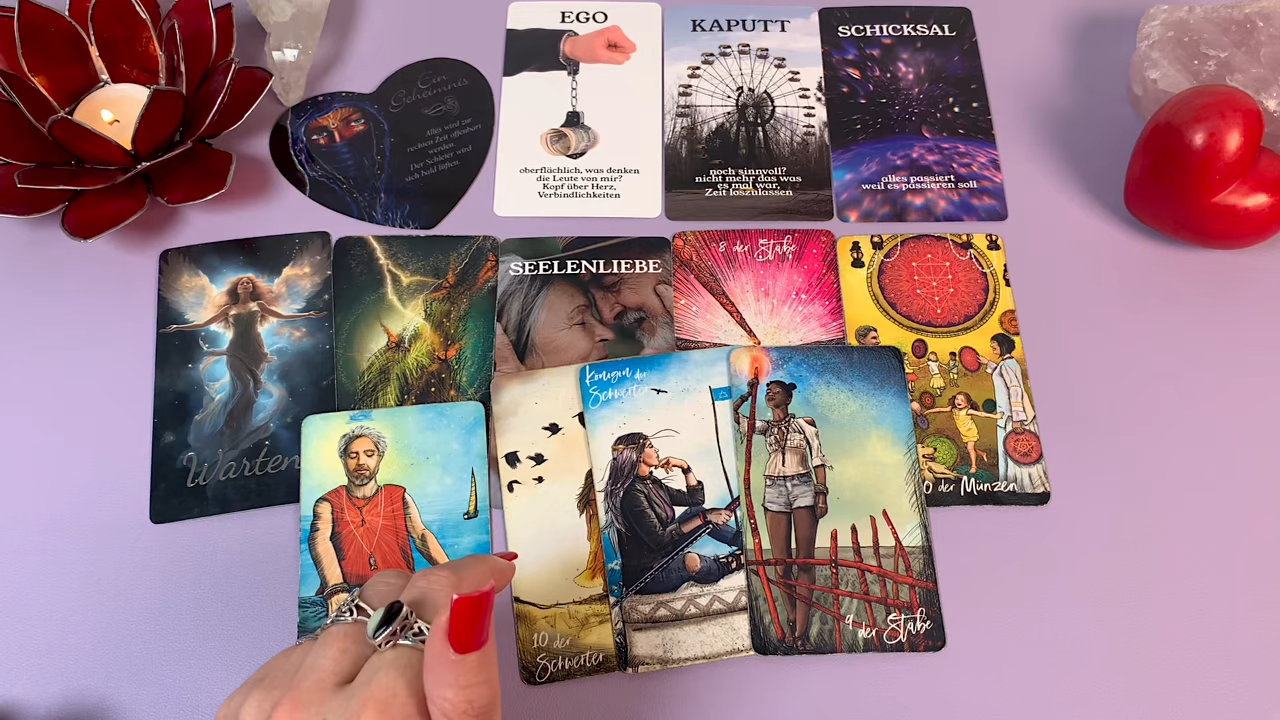 EGO
oberflächlich, was denken
die Leute von mir?
Kopf über Herz,
Verbindlichkeiten
KAPUTT
noch sinnvoll?
nicht mehr das was
es mal war,
Zeit loszulassen
SCHICKSAL
alles passiert
weil es passieren soll
Ein
Geheimnis
Alles wird zur
rechten Zeit offenbart
werden.
Der Schleier wird
sich bald lüften.
Warten
SEELENLIEBE
8 der Stäbe
0 der Münzen
10 der
Schwerter
Königin der
Schwerter
9 der Stäbe